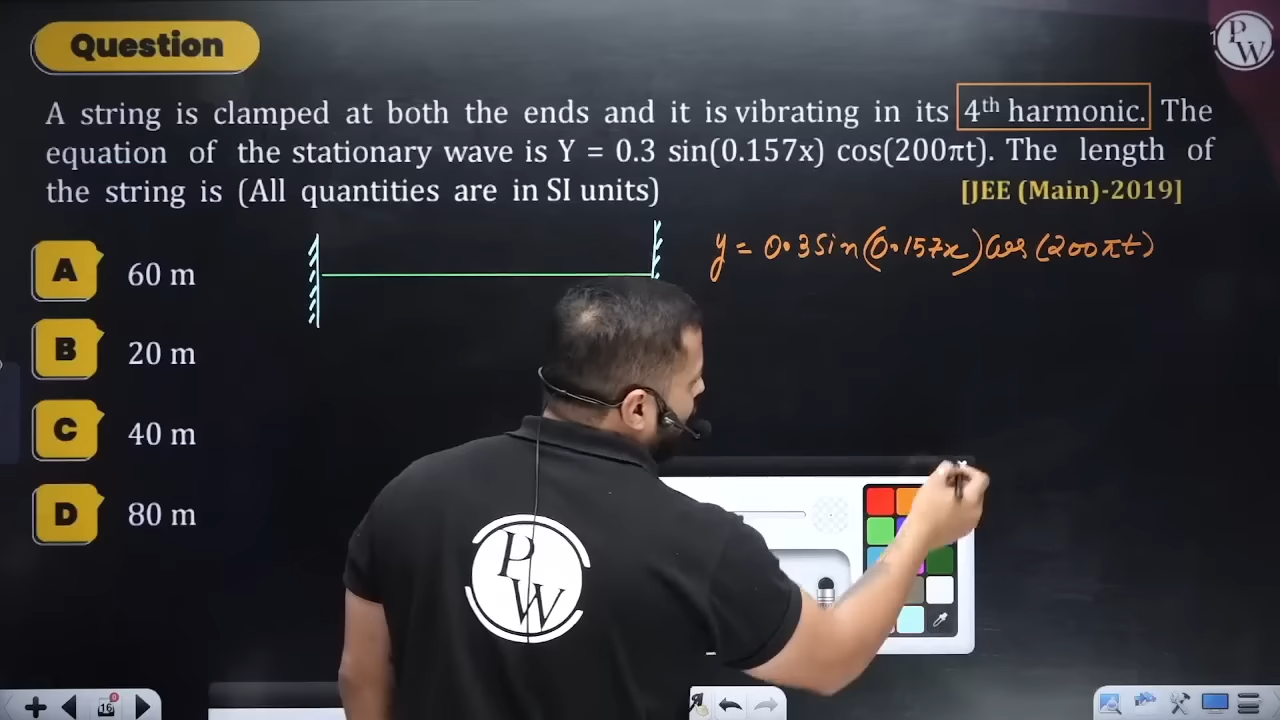 Question
A string is clamped at both the ends and it is vibrating in its 4th harmonic. The
equation of the stationary wave is Y = 0.3 sin(0.157x) cos(200πt). The length of
the string is (All quantities are in SI units) [JEE (Main)-2019]
y = 0.3 sin(0.157x) cos(200πt)
A 60 m
B 20 m
C 40 m
D 80 m
PW
PW
16